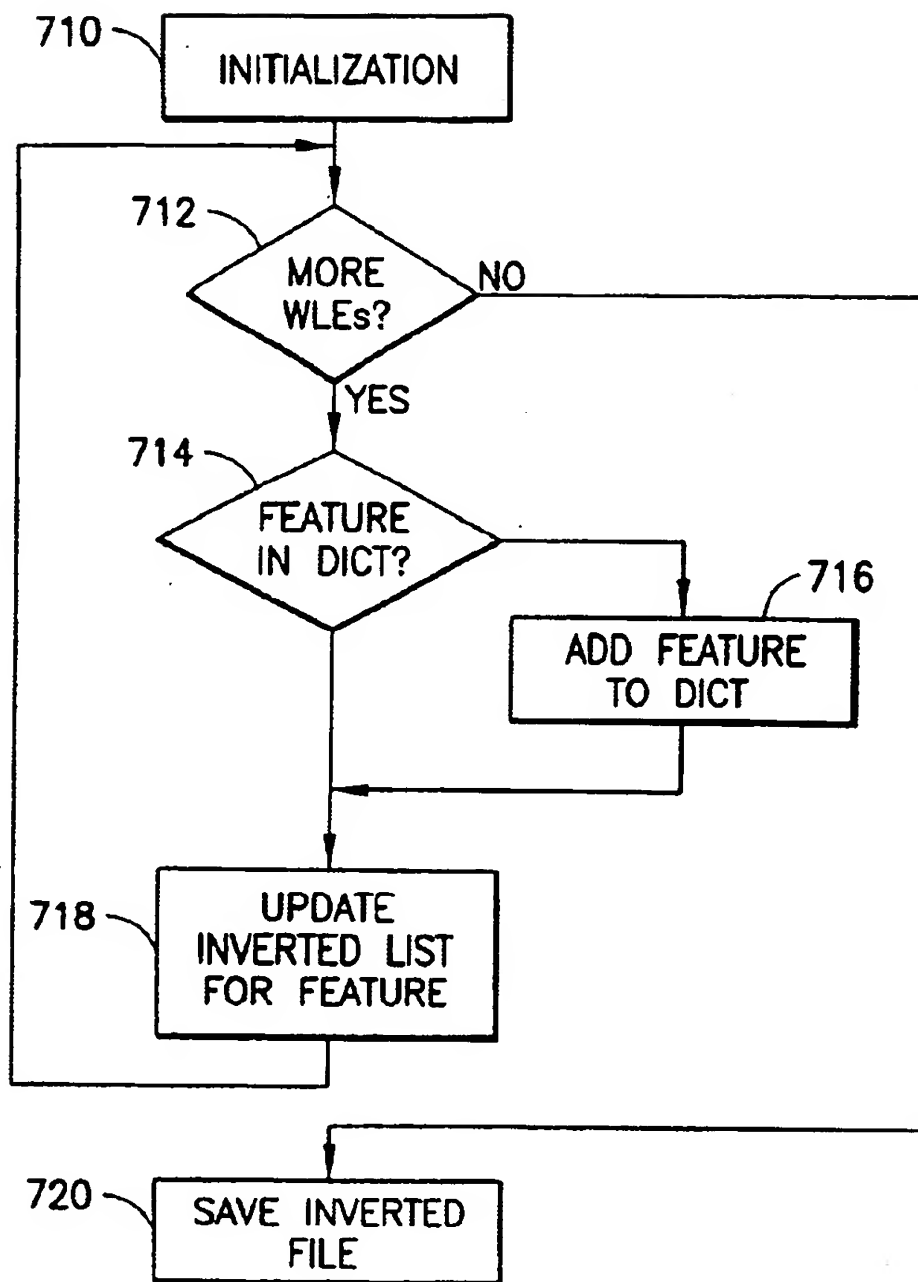 710
INITIALIZATION
712
MORE
WLEs?
NO
YES
714
FEATURE
IN DICT?
716
ADD FEATURE
TO DICT
718
UPDATE
INVERTED LIST
FOR FEATURE
720
SAVE INVERTED
FILE